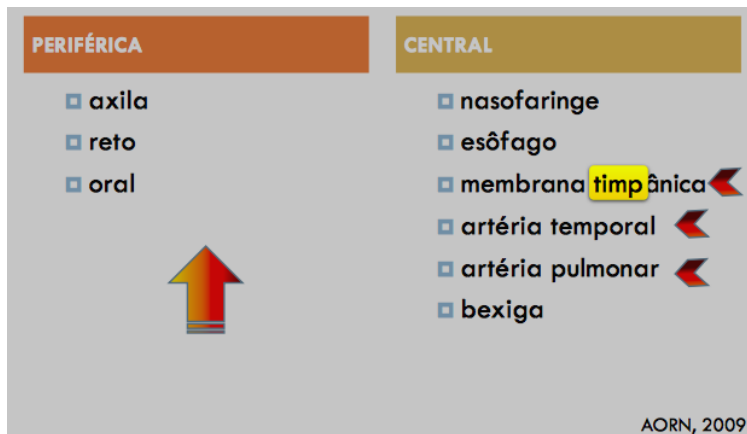 PERIFÉRICA
axila
reto
oral
CENTRAL
nasofaringe
esôfago
membrana timpânica
artéria temporal
artéria pulmonar
bexiga
AORN, 2009